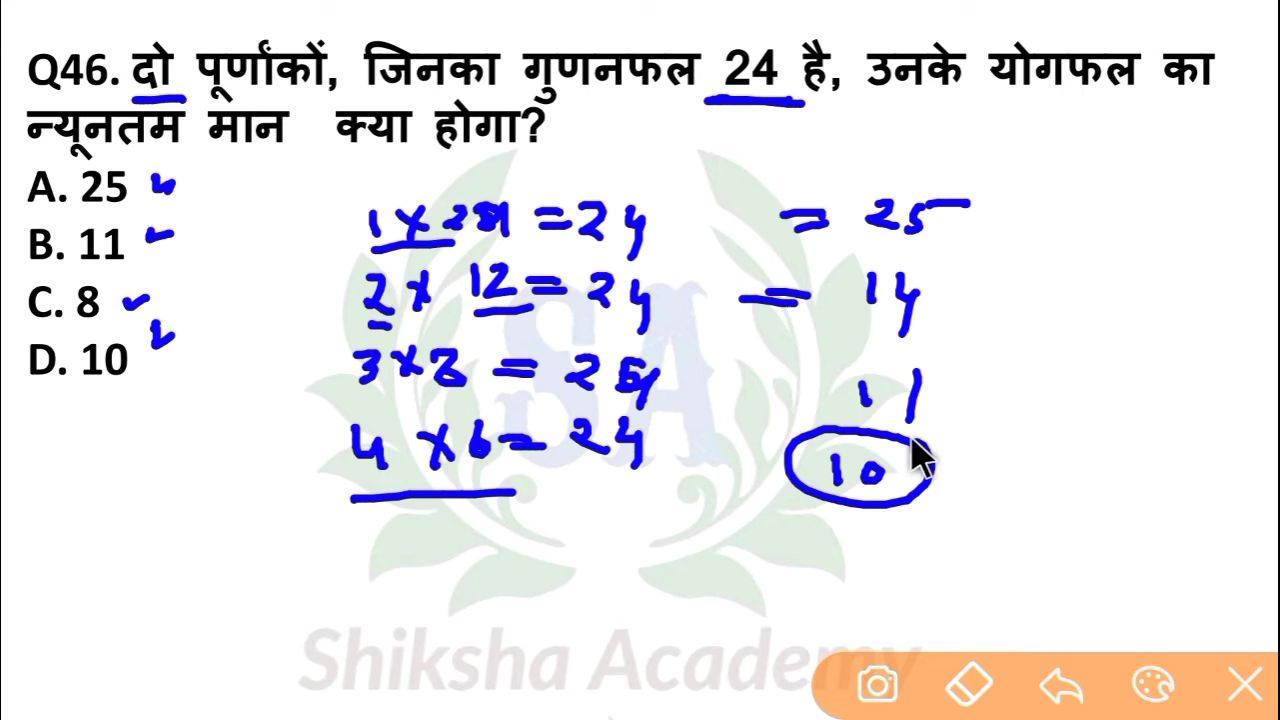 Q46. दो पूर्णांकों, जिनका गुणनफल 24 है, उनके योगफल का
न्यूनतम मान क्या होगा?
A. 25
B. 11
C. 8
D. 10
1 × 24 = 24 = 25
2 × 12 = 24 = 14
3 × 8 = 24 11
4 × 6 = 24 10
SA
Shiksha Academy